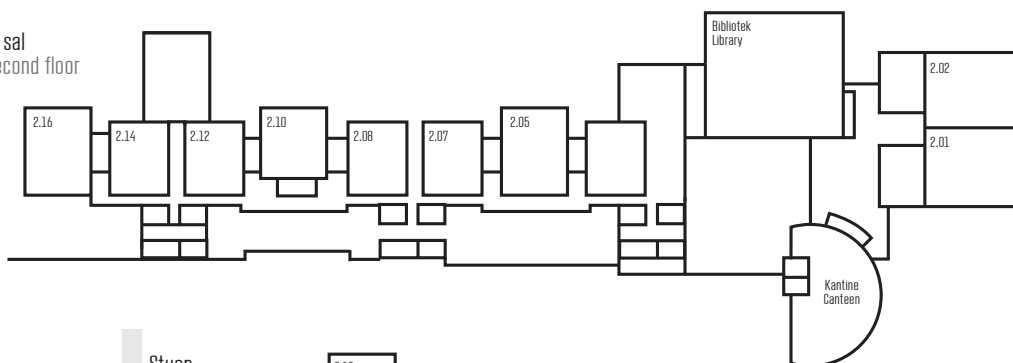 sal
econd floor
Bibliotek
Library
2.02
2.16
2.14
2.12
2.10
2.08
2.07
2.05
2.01
Kantine
Canteen
Stuen